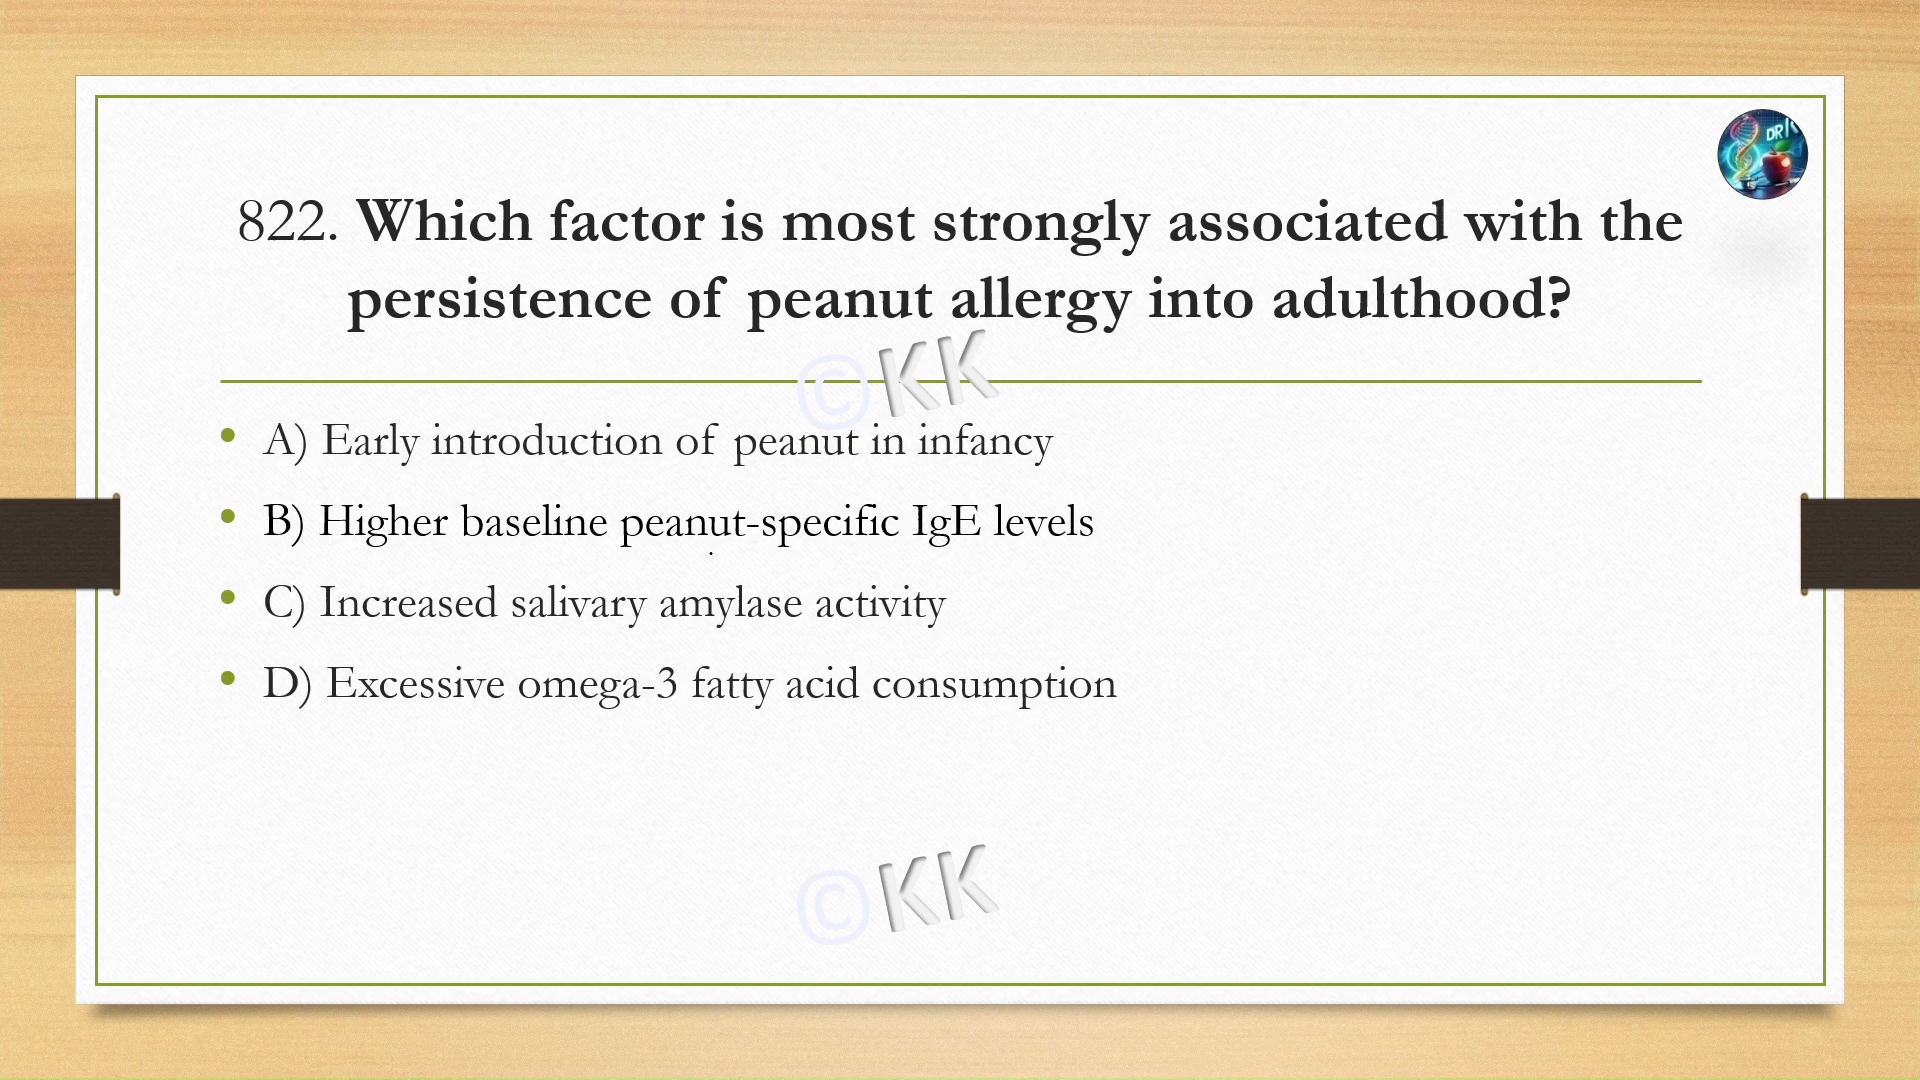 DR
822. Which factor is most strongly associated with the
persistence of peanut allergy into adulthood?
©KK
• A) Early introduction of peanut in infancy
• B) Higher baseline peanut-specific IgE levels
• C) Increased salivary amylase activity
• D) Excessive omega-3 fatty acid consumption
©KK